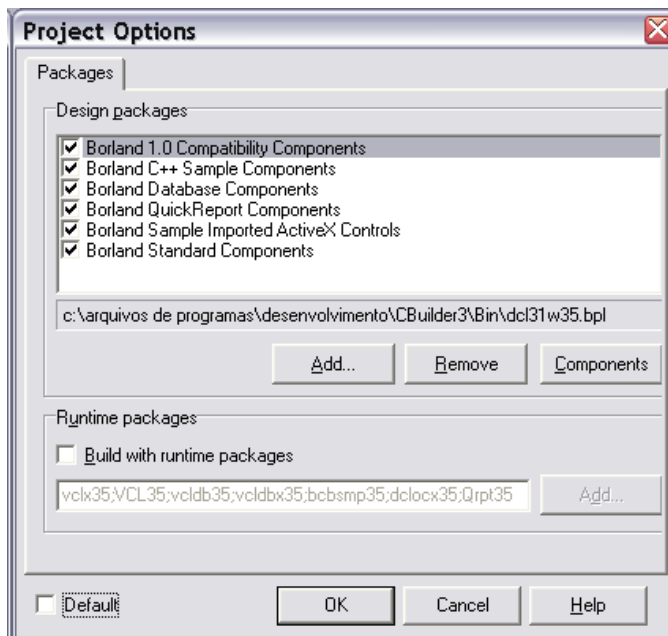 Project Options
Packages
Design packages
Borland 1.0 Compatibility Components
Borland C++ Sample Components
Borland Database Components
Borland QuickReport Components
Borland Sample Imported ActiveX Controls
Borland Standard Components
c:\arquivos de programas\desenvolvimento\CBuilder3\Bin\dcl31w35.bpl
Add... Remove Components
Runtime packages
Build with runtime packages
vclx35;VCL35;vcldb35;vcldbx35;bcbsmp35;dclocx35;Qrpt35 Add...
Default OK Cancel Help